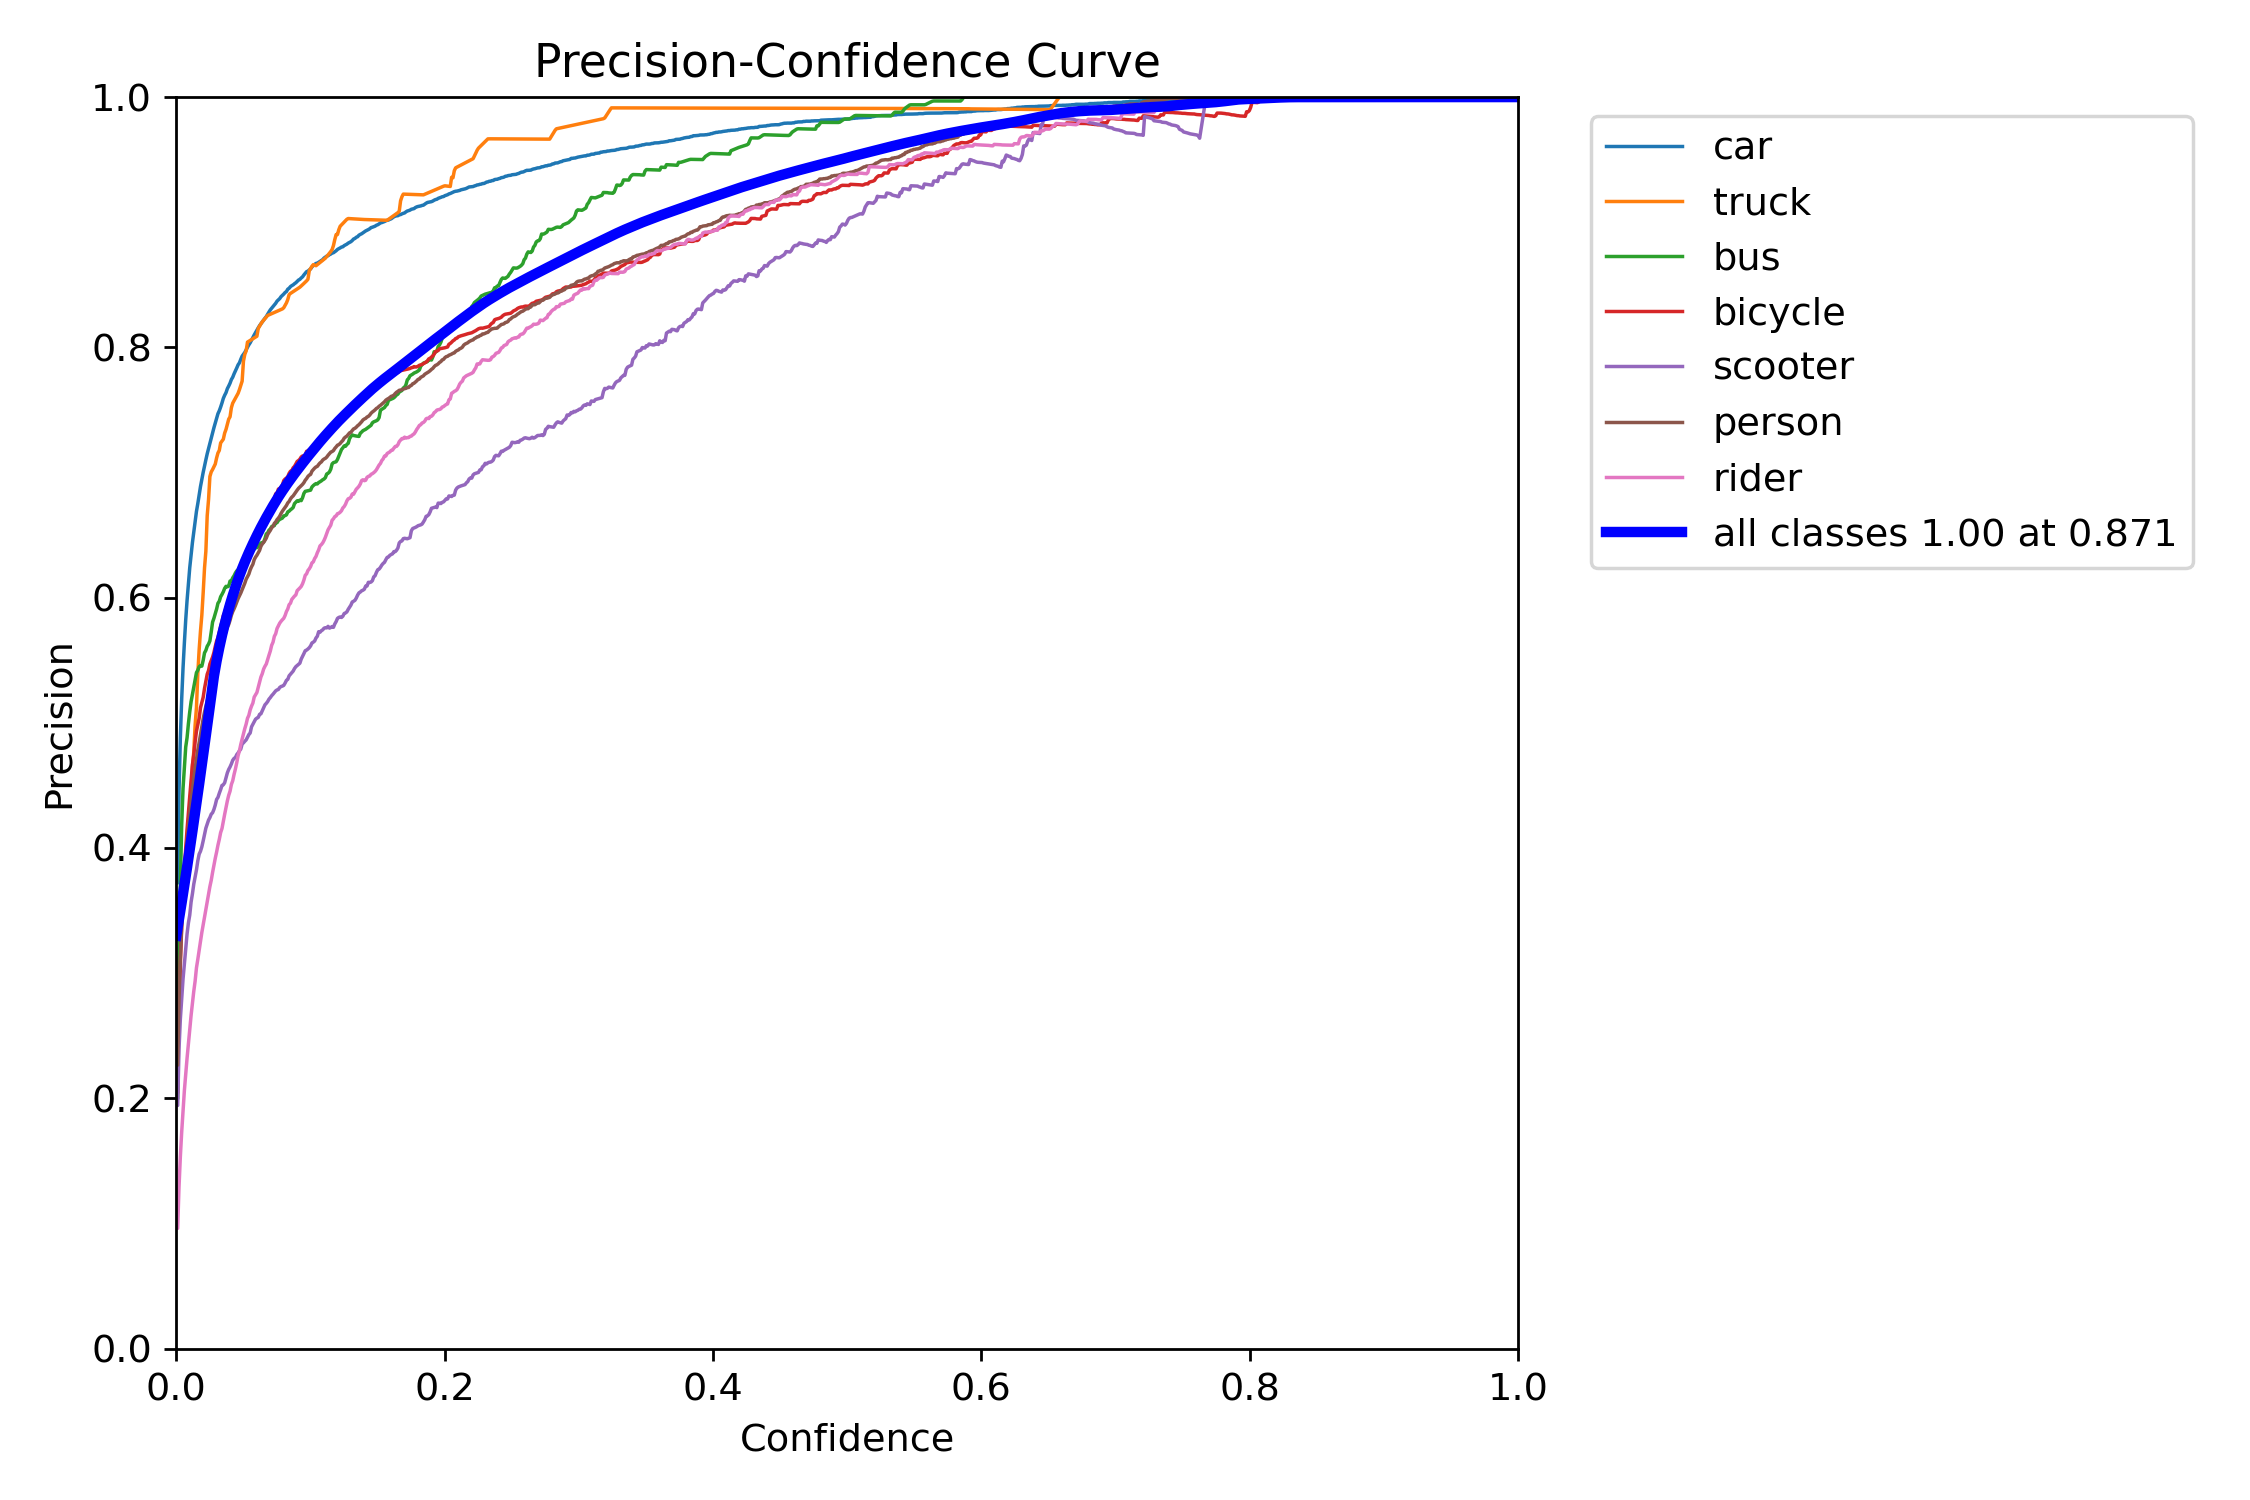 Precision-Confidence Curve
1.0
0.8
0.6
0.4
0.2
0.0
Precision
0.0 0.2 0.4 0.6 0.8 1.0
Confidence
car
truck
bus
bicycle
scooter
person
rider
all classes 1.00 at 0.871